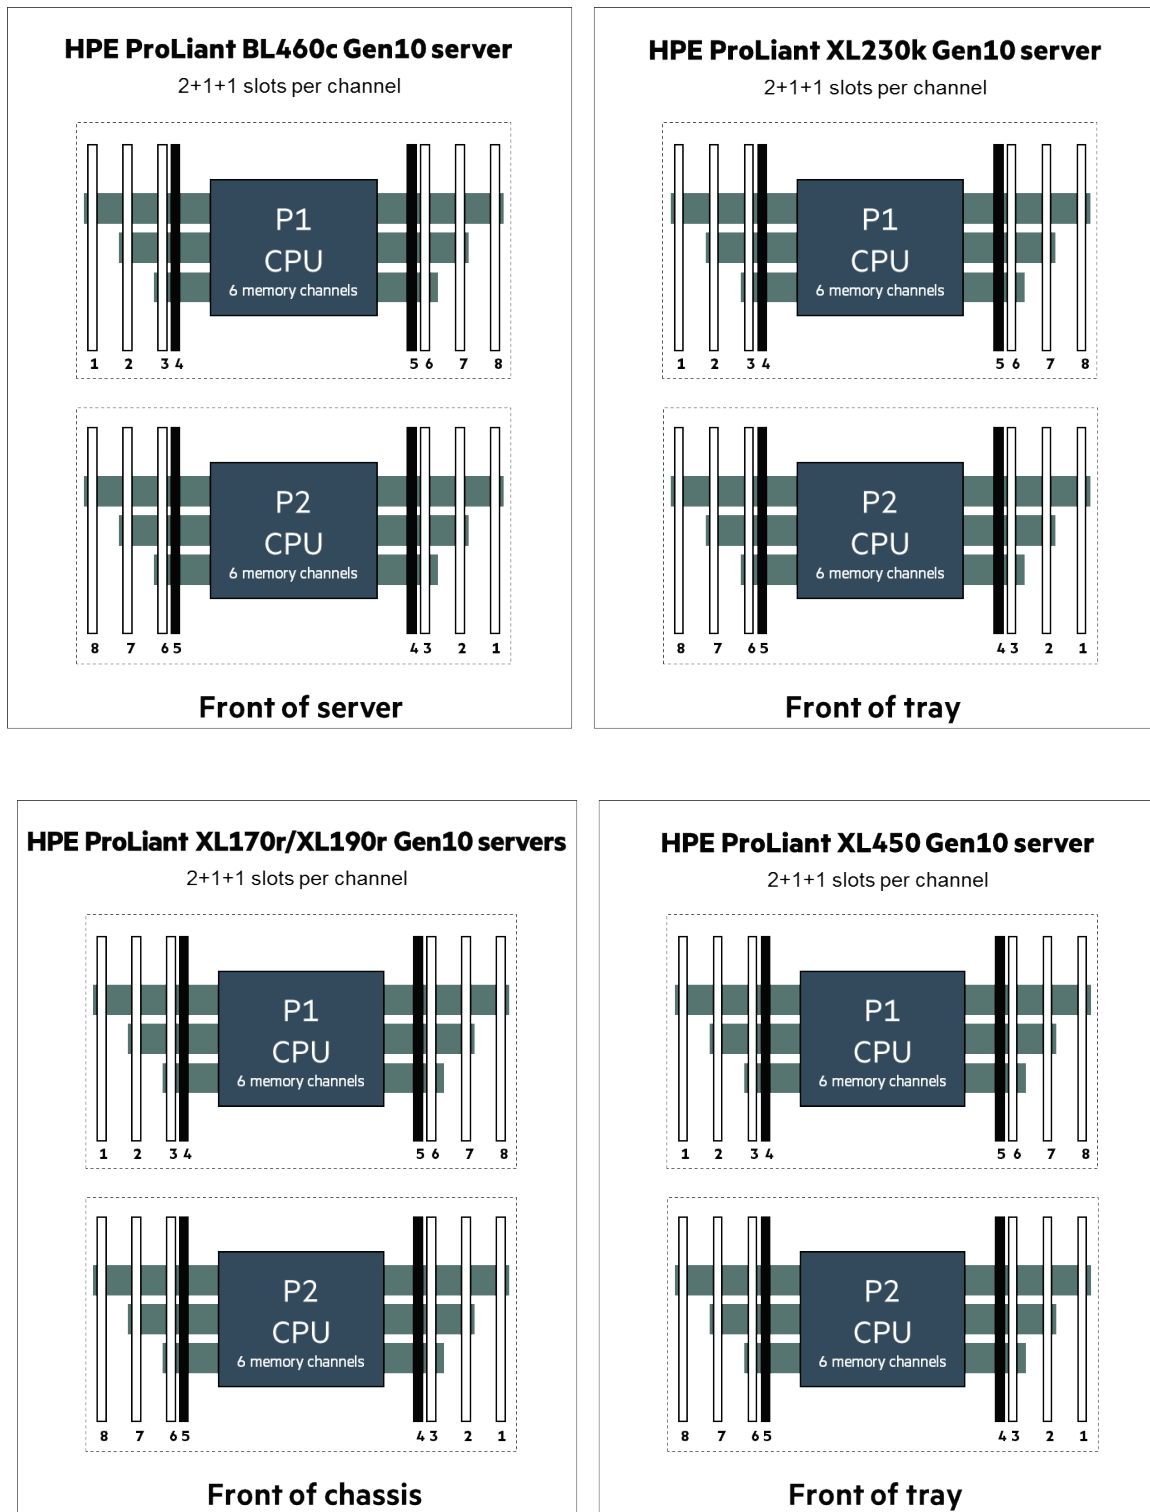 HPE ProLiant BL460c Gen10 server
2+1+1 slots per channel
P1
CPU
6 memory channels
1 2 3 4 5 6 7 8
P2
CPU
6 memory channels
8 7 6 5 4 3 2 1
Front of server
HPE ProLiant XL230k Gen10 server
2+1+1 slots per channel
P1
CPU
6 memory channels
1 2 3 4 5 6 7 8
P2
CPU
6 memory channels
8 7 6 5 4 3 2 1
Front of tray
HPE ProLiant XL170r/XL190r Gen10 servers
2+1+1 slots per channel
P1
CPU
6 memory channels
1 2 3 4 5 6 7 8
P2
CPU
6 memory channels
8 7 6 5 4 3 2 1
Front of chassis
HPE ProLiant XL450 Gen10 server
2+1+1 slots per channel
P1
CPU
6 memory channels
1 2 3 4 5 6 7 8
P2
CPU
6 memory channels
8 7 6 5 4 3 2 1
Front of tray